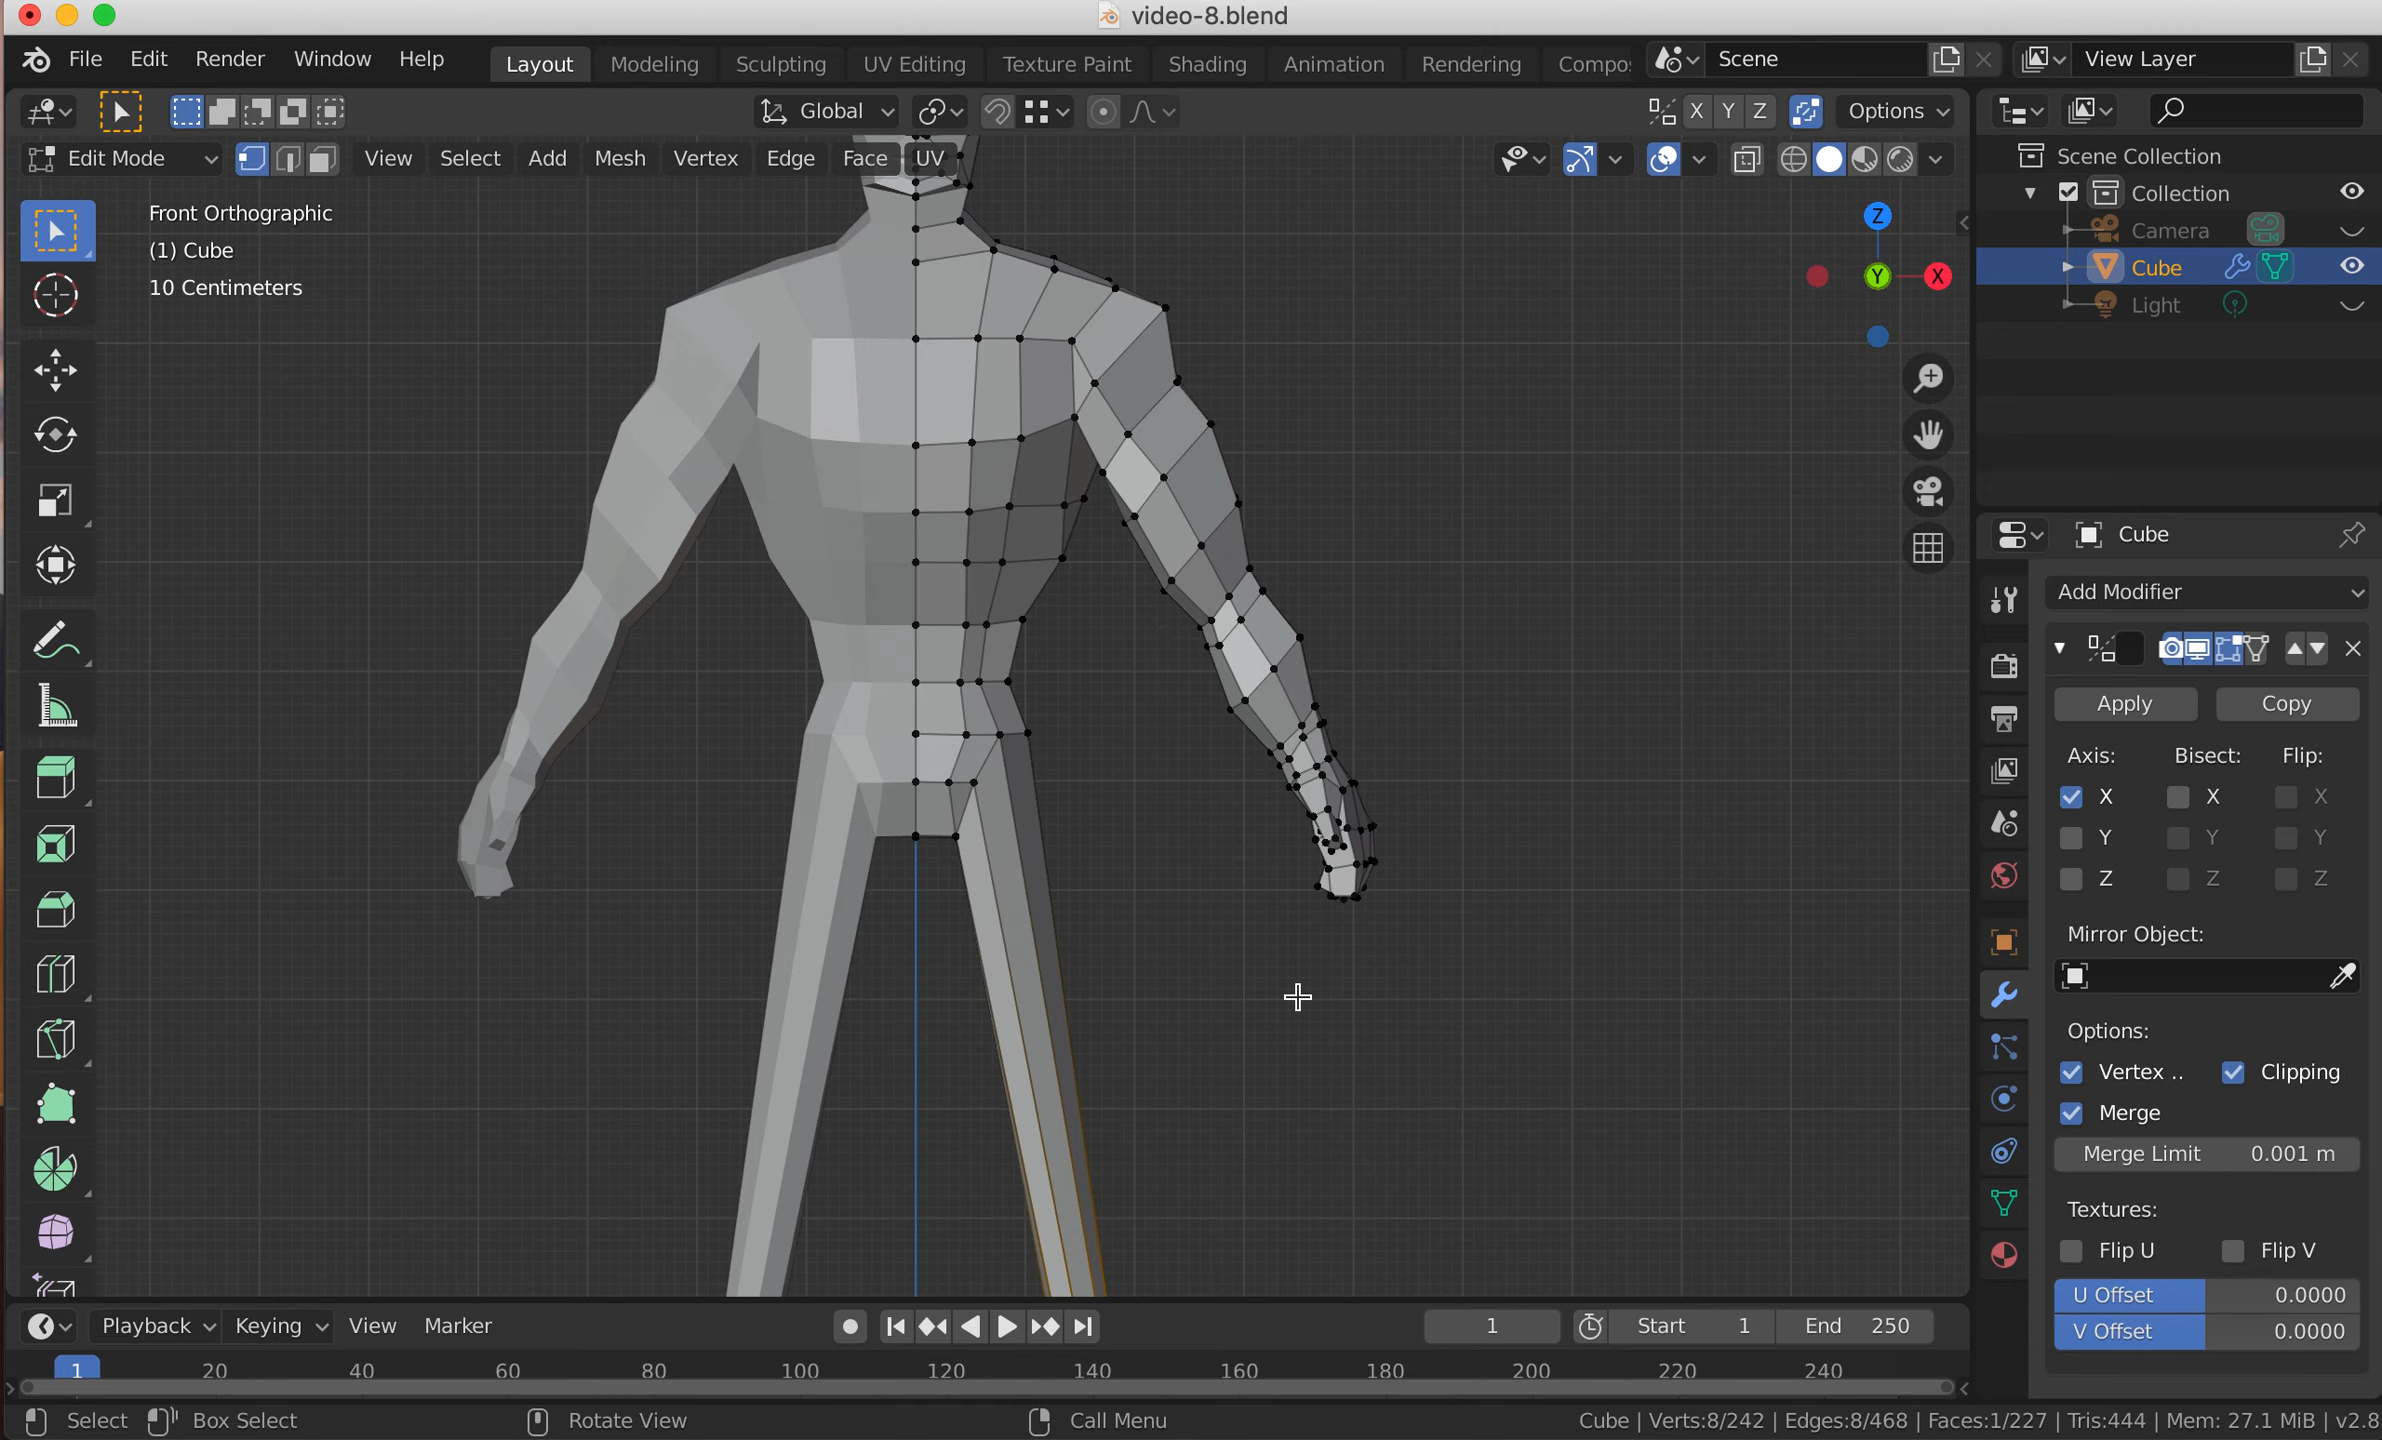 video-8.blend
File Edit Render Window Help Layout Modeling Sculpting UV Editing Texture Paint Shading Animation Rendering Compos Scene View Layer
Global X Y Z Options
Edit Mode View Select Add Mesh Vertex Edge Face UV
Front Orthographic
(1) Cube
10 Centimeters
Z
Y
X
Scene Collection
Collection
Camera
Cube
Light
Cube
Add Modifier
Apply Copy
Axis: Bisect: Flip:
X X X
Y Y Y
Z Z Z
Mirror Object:
Options:
Vertex .. Clipping
Merge
Merge Limit 0.001 m
Textures:
Flip U Flip V
U Offset 0.0000
V Offset 0.0000
Playback Keying View Marker 1 Start 1 End 250
1 20 40 60 80 100 120 140 160 180 200 220 240
Select Box Select Rotate View Call Menu Cube | Verts:8/242 | Edges:8/468 | Faces:1/227 | Tris:444 | Mem: 27.1 MiB | v2.8